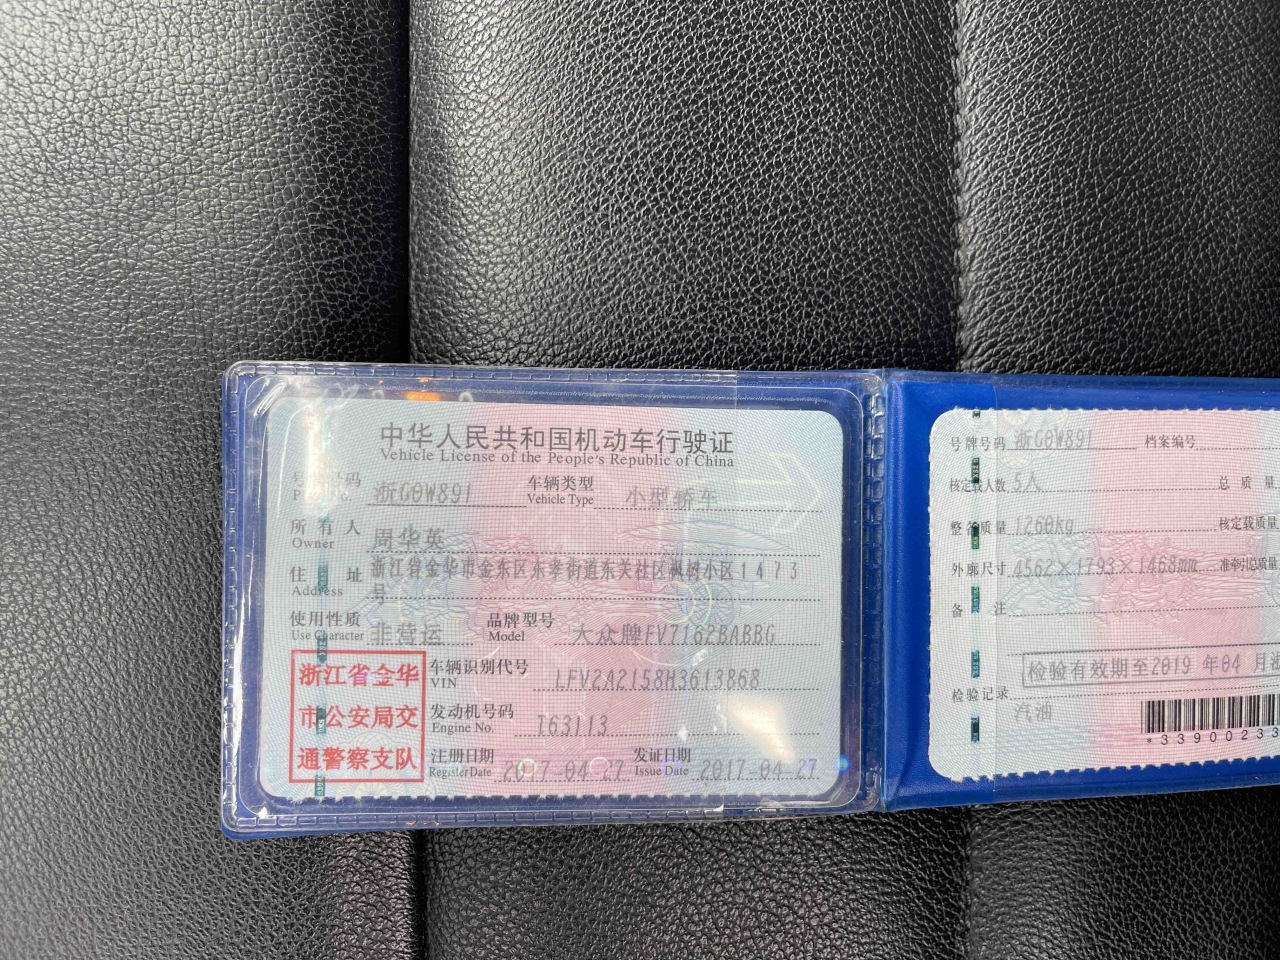 中华人民共和国机动车行驶证
Vehicle License of the People's Republic of China
号牌号码 浙G0W891 车辆类型 小型轿车
Plate No. Vehicle Type
所有人 周华英
Owner
住址 浙江省金华市金东区东孝街道东关社区枫树小区1473
Address 号
使用性质 非营运 品牌型号 大众牌FV7162BABBG
Use Character Model
浙江省金华
市公安局交
通警察支队
车辆识别代号 LFV2A2158H3613868
VIN
发动机号码 T63113
Engine No.
注册日期 2017-04-27 发证日期 2017-04-27
Register Date Issue Date
号牌号码 浙G0W891 档案编号
核定载人数 5人 总质量
整备质量 1260kg 核定载质量
外廓尺寸 4562×1793×1468mm 准牵引总质量
备注
检验有效期至2019 年04 月
检验记录
汽油
*33900233